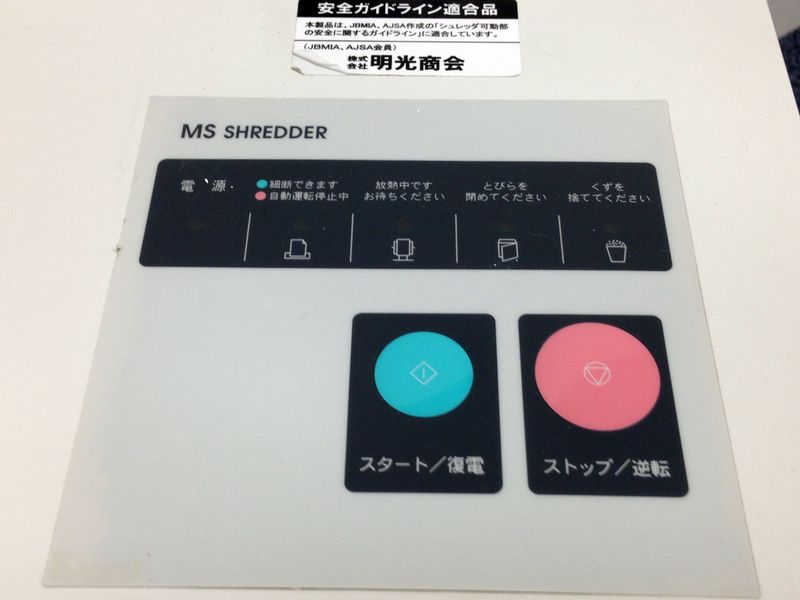 安全ガイドライン適合品
本製品は、JBMIA、AJSA作成の「シュレッダ可動部
の安全に関するガイドライン」に適合しています。
(JBMIA、AJSA会員)
株式会社 明光商会
MS SHREDDER
電源
細断できます
自動運転停止中
放熱中です
お待ちください
とびらを
閉めてください
くずを
捨ててください
スタート/復電
ストップ/逆転